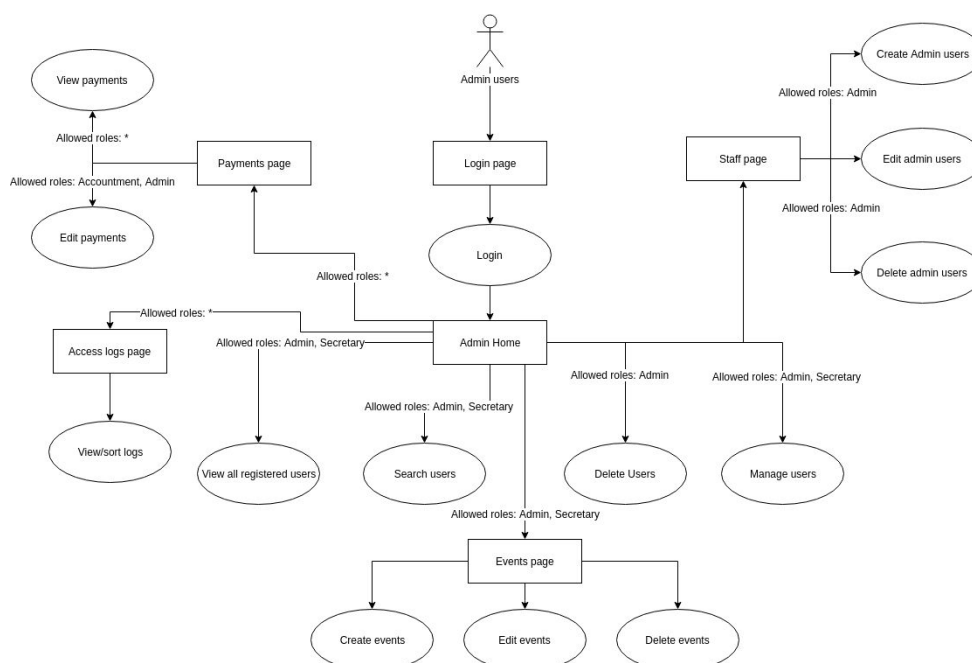 Admin users
View payments
Create Admin users
Allowed roles: Admin
Allowed roles: *
Payments page
Login page
Staff page
Edit admin users
Allowed roles: Accountment, Admin
Allowed roles: Admin
Edit payments
Login
Delete admin users
Allowed roles: *
Allowed roles: *
Access logs page
Allowed roles: Admin, Secretary
Admin Home
Allowed roles: Admin
Allowed roles: Admin, Secretary
Allowed roles: Admin, Secretary
View/sort logs
View all registered users
Search users
Delete Users
Manage users
Allowed roles: Admin, Secretary
Events page
Create events
Edit events
Delete events